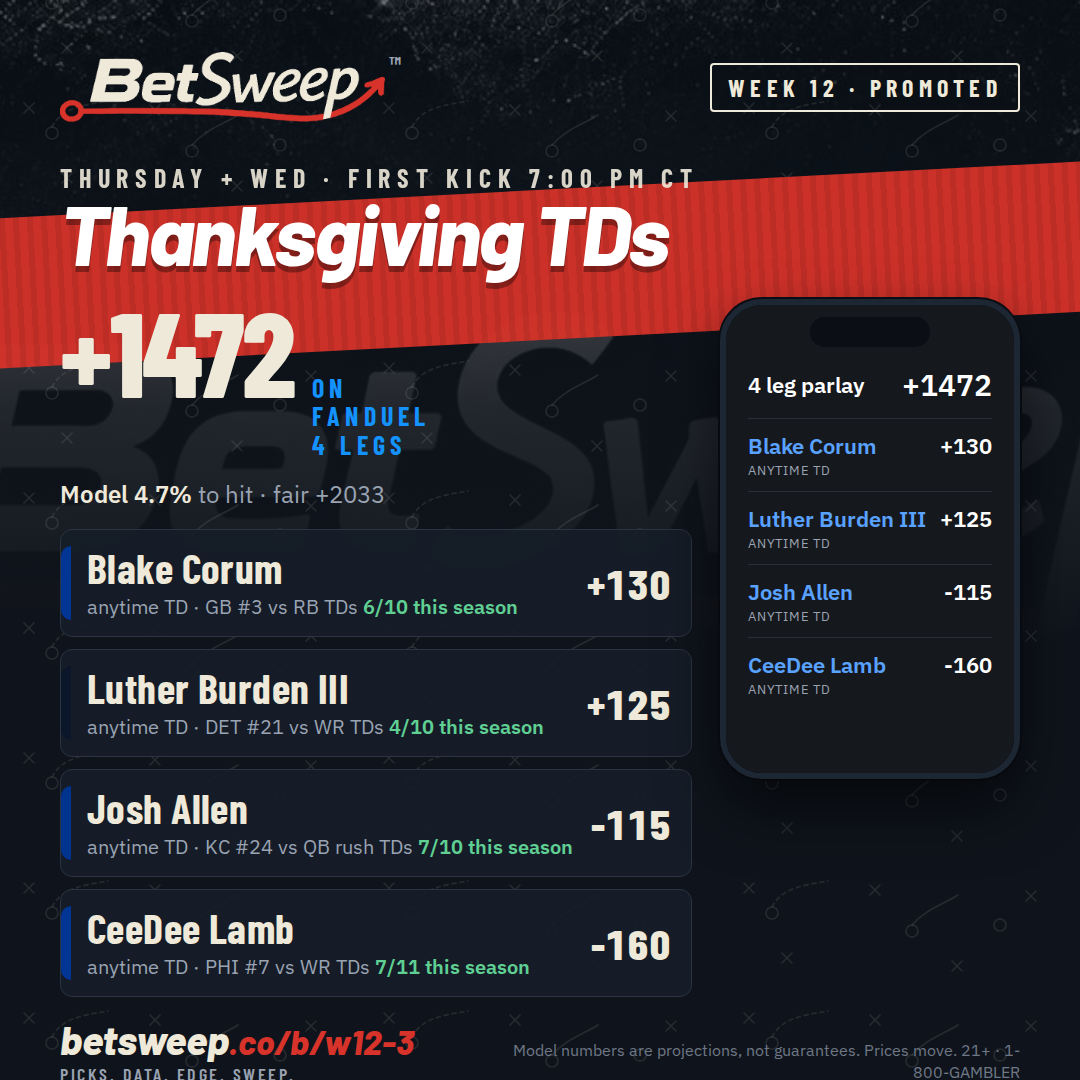 BetSweep™
WEEK 12 · PROMOTED
THURSDAY + WED · FIRST KICK 7:00 PM CT
Thanksgiving TDs
+1472
ON
FANDUEL
4 LEGS
Model 4.7% to hit · fair +2033
Blake Corum
anytime TD · GB #3 vs RB TDs 6/10 this season
+130
Luther Burden III
anytime TD · DET #21 vs WR TDs 4/10 this season
+125
Josh Allen
anytime TD · KC #24 vs QB rush TDs 7/10 this season
-115
CeeDee Lamb
anytime TD · PHI #7 vs WR TDs 7/11 this season
-160
4 leg parlay +1472
Blake Corum +130
ANYTIME TD
Luther Burden III +125
ANYTIME TD
Josh Allen -115
ANYTIME TD
CeeDee Lamb -160
ANYTIME TD
betsweep.co/b/w12-3
PICKS. DATA. EDGE. SWEEP.
Model numbers are projections, not guarantees. Prices move. 21+ · 1-
800-GAMBLER